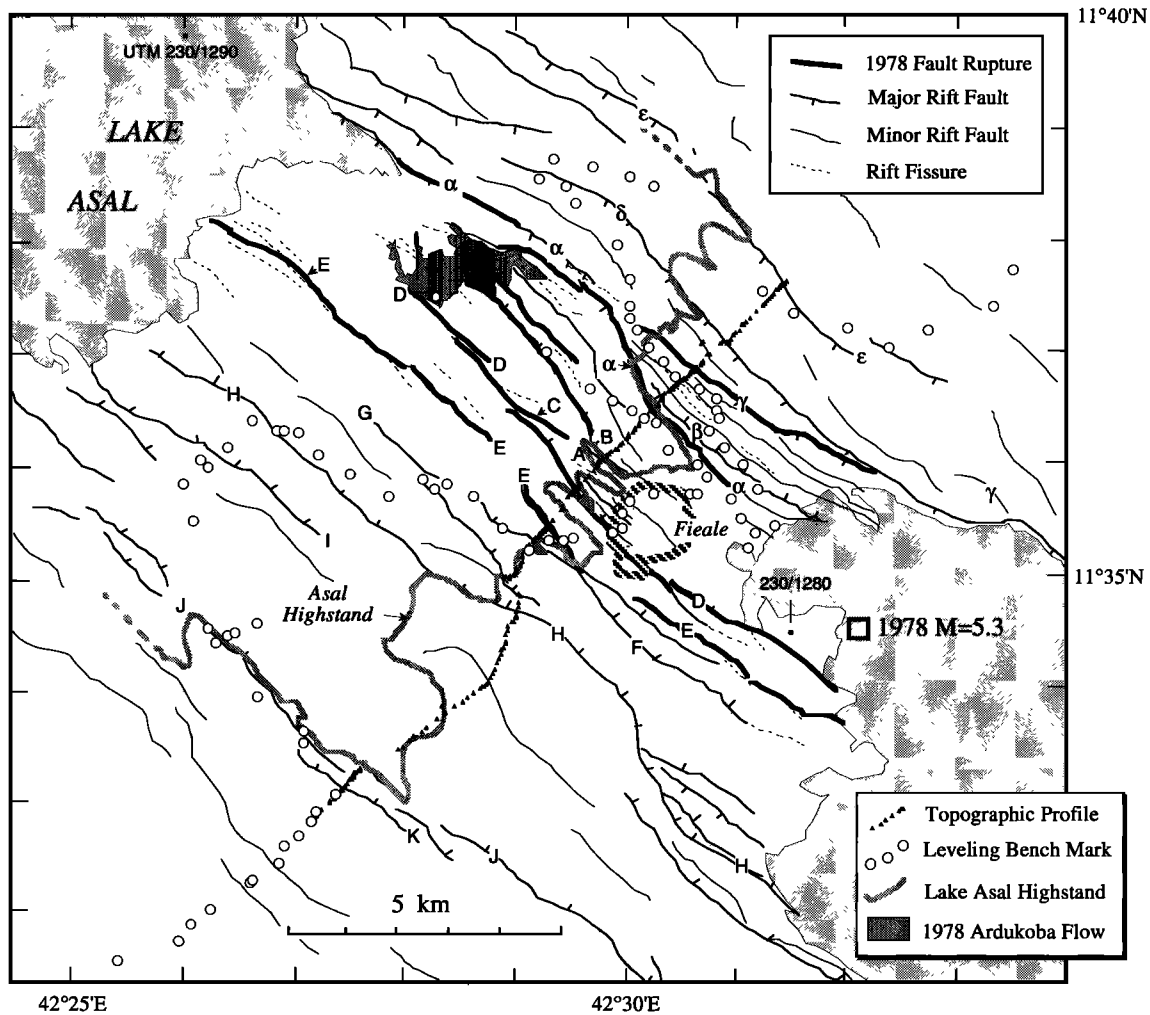 11°40'N
UTM 230/1290
1978 Fault Rupture
Major Rift Fault
Minor Rift Fault
Rift Fissure
LAKE
ASAL
ε
α
δ
α
E
D
ε
D
α
H
γ
G
C
B
β
E
A
E
α
γ
Fieale
I
11°35'N
230/1280
Asal
Highstand
J
D
1978 M=5.3
H
F
E
Topographic Profile
K
Leveling Bench Mark
J
H
Lake Asal Highstand
5 km
1978 Ardukoba Flow
42°25'E
42°30'E